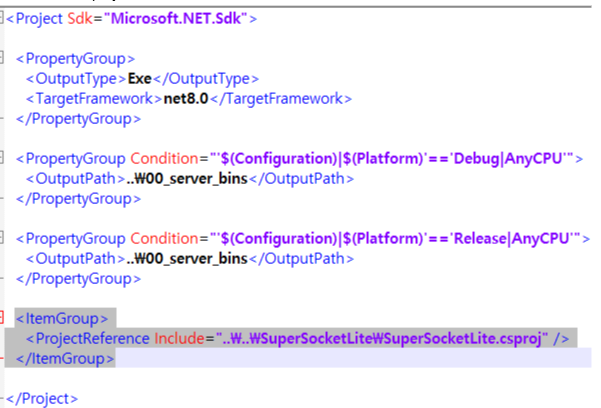 <Project Sdk="Microsoft.NET.Sdk">
<PropertyGroup>
<OutputType>Exe</OutputType>
<TargetFramework>net8.0</TargetFramework>
</PropertyGroup>
<PropertyGroup Condition="'$(Configuration)|$(Platform)'=='Debug|AnyCPU'">
<OutputPath>..₩00_server_bins</OutputPath>
</PropertyGroup>
<PropertyGroup Condition="'$(Configuration)|$(Platform)'=='Release|AnyCPU'">
<OutputPath>..₩00_server_bins</OutputPath>
</PropertyGroup>
<ItemGroup>
<ProjectReference Include="..₩..₩SuperSocketLite₩SuperSocketLite.csproj" />
</ItemGroup>
</Project>